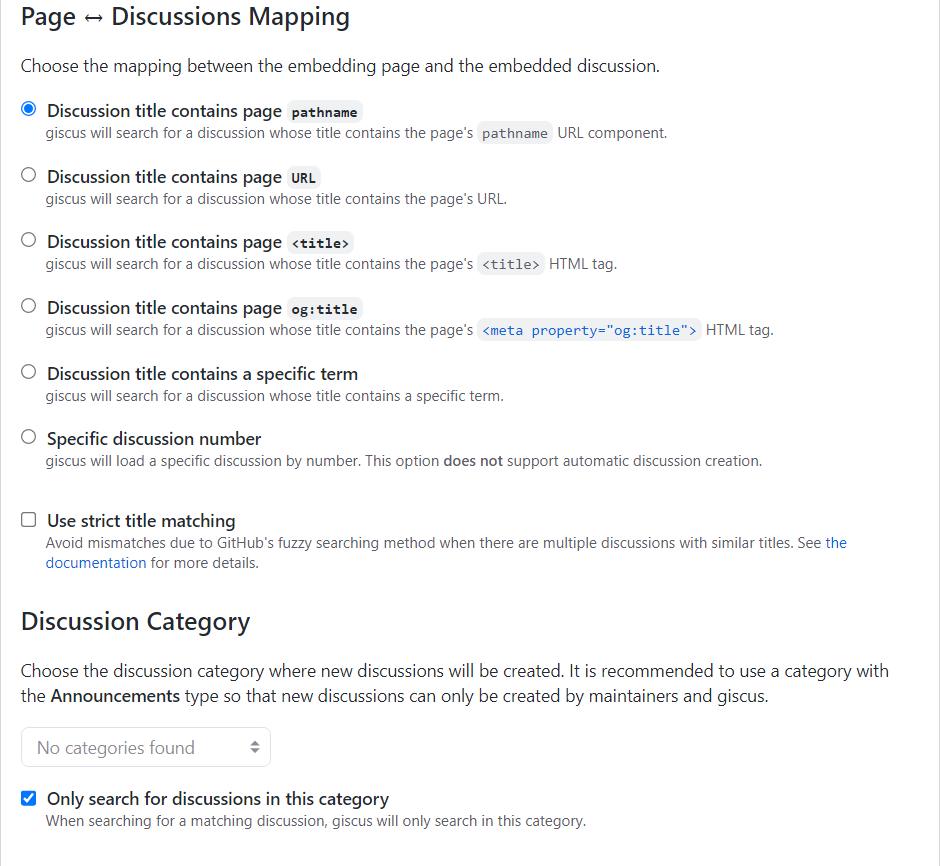 Page ↔ Discussions Mapping
Choose the mapping between the embedding page and the embedded discussion.
Discussion title contains page pathname
giscus will search for a discussion whose title contains the page's pathname URL component.
Discussion title contains page URL
giscus will search for a discussion whose title contains the page's URL.
Discussion title contains page <title>
giscus will search for a discussion whose title contains the page's <title> HTML tag.
Discussion title contains page og:title
giscus will search for a discussion whose title contains the page's <meta property="og:title"> HTML tag.
Discussion title contains a specific term
giscus will search for a discussion whose title contains a specific term.
Specific discussion number
giscus will load a specific discussion by number. This option does not support automatic discussion creation.
Use strict title matching
Avoid mismatches due to GitHub's fuzzy searching method when there are multiple discussions with similar titles. See the
documentation for more details.
Discussion Category
Choose the discussion category where new discussions will be created. It is recommended to use a category with
the Announcements type so that new discussions can only be created by maintainers and giscus.
No categories found
Only search for discussions in this category
When searching for a matching discussion, giscus will only search in this category.